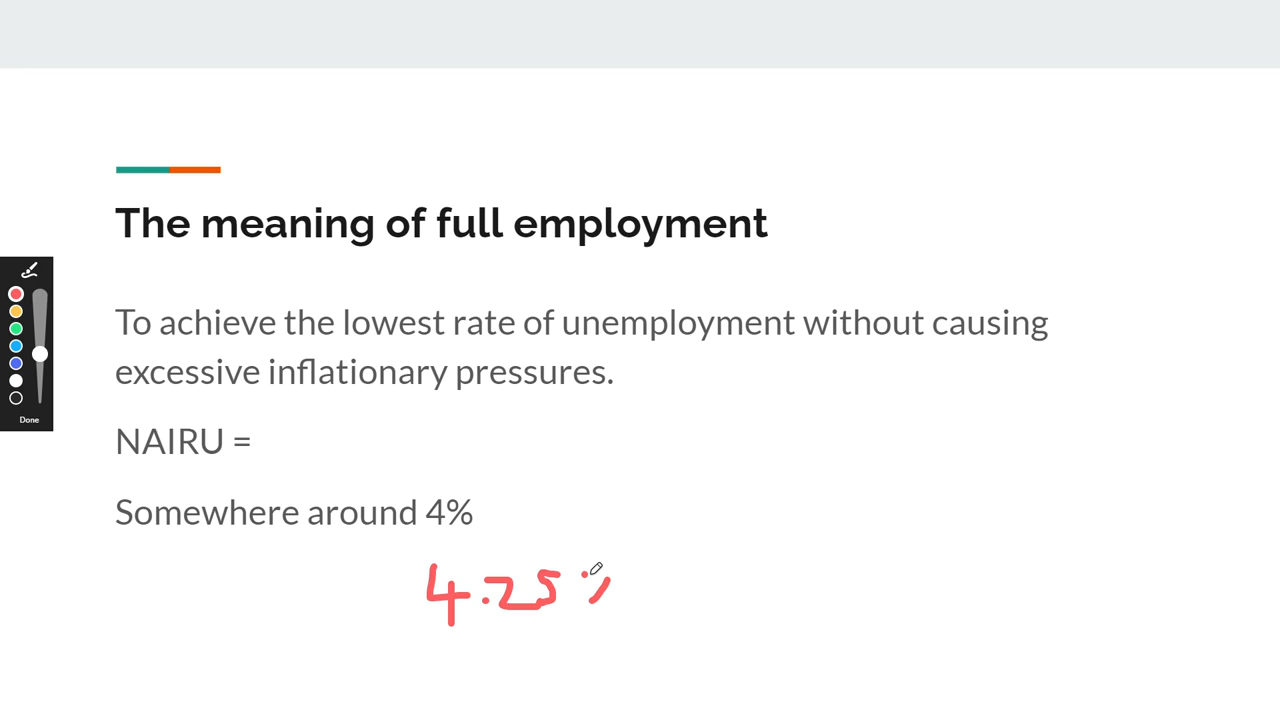 The meaning of full employment
To achieve the lowest rate of unemployment without causing
excessive inflationary pressures.
NAIRU =
Somewhere around 4%
4.25 %
Done